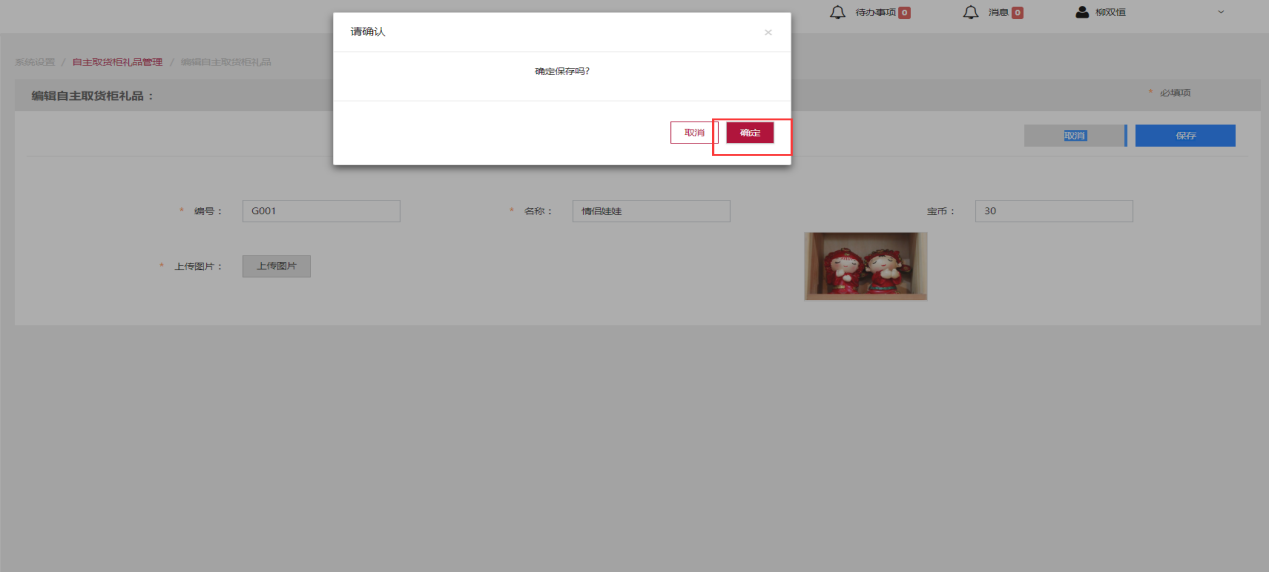 待办事项 0 消息 0 柳双恒
请确认 ×
系统设置 / 自主取货柜礼品管理 / 编辑自主取货柜礼品
确定保存吗?
编辑自主取货柜礼品：
* 必填项
取消 确定
取消 保存
* 编号： G001 * 名称： 情侣娃娃 宝币： 30
* 上传图片： 上传图片